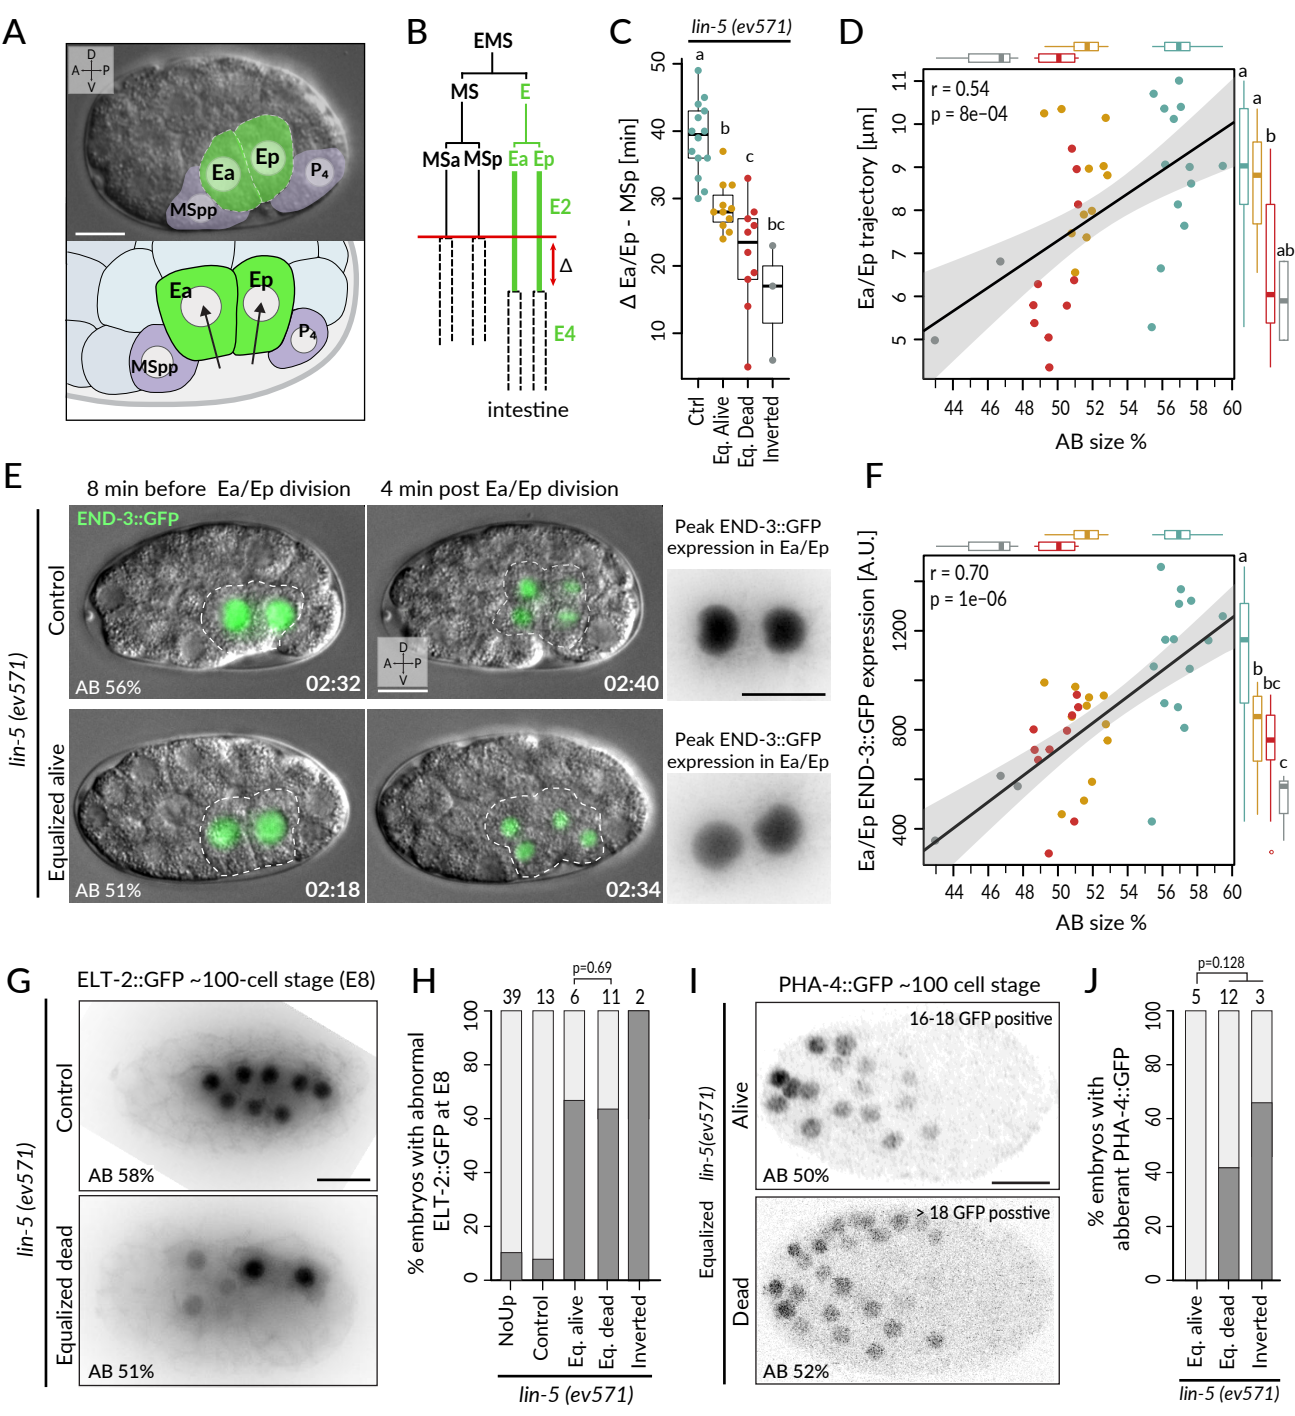 A
D
A
P
V
Ea
Ep
P₄
MSpp
Ea
Ep
P₄
MSpp
B
EMS
MS
E
MSa
MSp
Ea
Ep
E2
Δ
E4
intestine
C
lin-5 (ev571)
Δ Ea/Ep - MSp [min]
50
40
30
20
10
a
b
c
bc
Ctrl
Eq. Alive
Eq. Dead
Inverted
D
r = 0.54
p = 8e−04
Ea/Ep trajectory [µm]
11
10
9
8
7
6
5
44
46
48
50
52
54
56
58
60
AB size %
a
a
b
ab
E
8 min before Ea/Ep division
4 min post Ea/Ep division
lin-5 (ev571)
Control
END-3::GFP
AB 56%
02:32
D
A
P
V
02:40
Peak END-3::GFP
expression in Ea/Ep
Equalized alive
AB 51%
02:18
02:34
Peak END-3::GFP
expression in Ea/Ep
F
r = 0.70
p = 1e−06
Ea/Ep END-3::GFP expression [A.U.]
1200
800
400
44
46
48
50
52
54
56
58
60
AB size %
a
b
bc
c
G
ELT-2::GFP ~100-cell stage (E8)
lin-5 (ev571)
Control
AB 58%
Equalized dead
AB 51%
H
p=0.69
39
13
6
11
2
% embryos with abnormal
ELT-2::GFP at E8
100
80
60
40
20
0
NoUp
Control
Eq. alive
Eq. dead
Inverted
lin-5 (ev571)
I
PHA-4::GFP ~100 cell stage
Equalized lin-5(ev571)
Alive
16-18 GFP positive
AB 50%
Dead
> 18 GFP posstive
AB 52%
J
p=0.128
5
12
3
% embryos with
abberant PHA-4::GFP
100
80
60
40
20
0
Eq. alive
Eq. dead
Inverted
lin-5 (ev571)